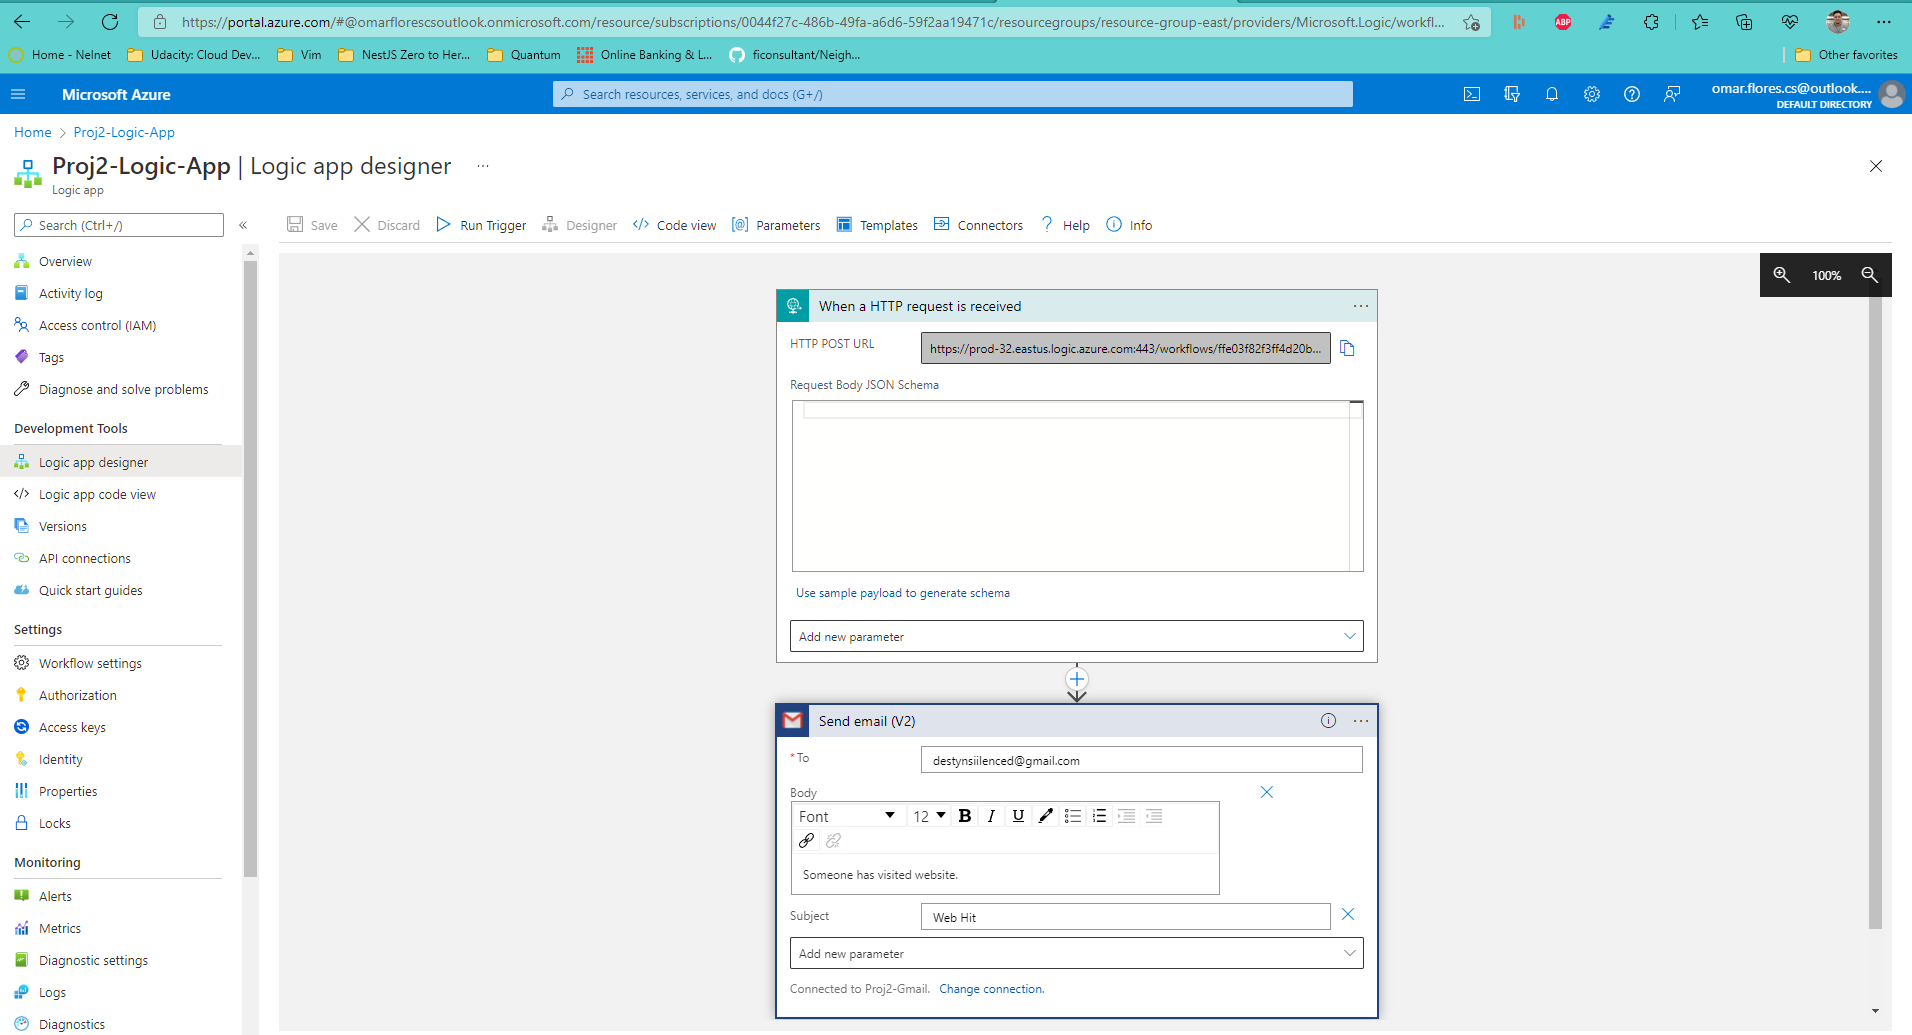 https://portal.azure.com/#@omarflorescsoutlook.onmicrosoft.com/resource/subscriptions/0044f27c-486b-49fa-a6d6-59f2aa19471c/resourcegroups/resource-group-east/providers/Microsoft.Logic/workfl...
ABP
Home - Nelnet
Udacity: Cloud Dev...
Vim
NestJS Zero to Her...
Quantum
Online Banking & L...
ficonsultant/Neigh...
Other favorites
Microsoft Azure
Search resources, services, and docs (G+/)
omar.flores.cs@outlook....
DEFAULT DIRECTORY
Home > Proj2-Logic-App
Proj2-Logic-App | Logic app designer ...
Logic app
Search (Ctrl+/)
«
Save
Discard
Run Trigger
Designer
Code view
Parameters
Templates
Connectors
Help
Info
Overview
Activity log
Access control (IAM)
Tags
Diagnose and solve problems
Development Tools
Logic app designer
Logic app code view
Versions
API connections
Quick start guides
Settings
Workflow settings
Authorization
Access keys
Identity
Properties
Locks
Monitoring
Alerts
Metrics
Diagnostic settings
Logs
Diagnostics
100%
When a HTTP request is received
HTTP POST URL
https://prod-32.eastus.logic.azure.com:443/workflows/ffe03f82f3ff4d20b...
Request Body JSON Schema
Use sample payload to generate schema
Add new parameter
Send email (V2)
* To
destynsiilenced@gmail.com
Body
Font
12
B I U
Someone has visited website.
Subject
Web Hit
Add new parameter
Connected to Proj2-Gmail. Change connection.